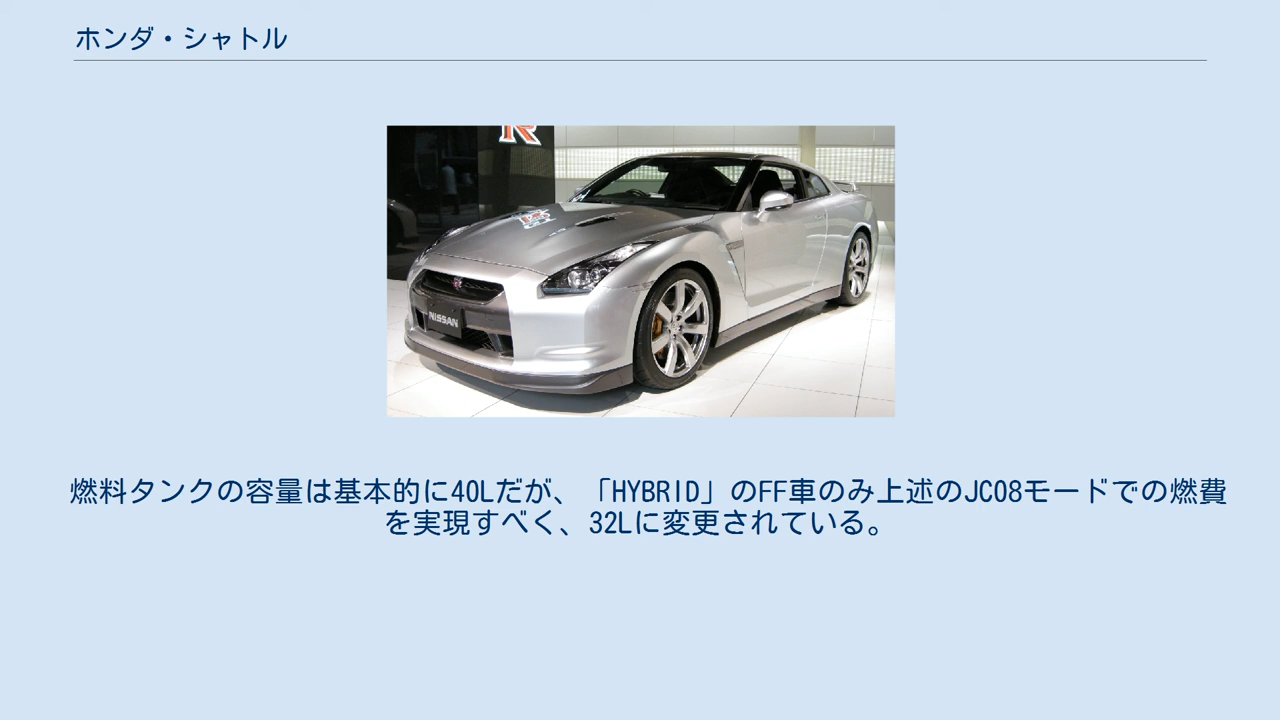 ホンダ・シャトル
R
NISSAN
燃料タンクの容量は基本的に40Lだが、「HYBRID」のFF車のみ上述のJC08モードでの燃費
を実現すべく、32Lに変更されている。